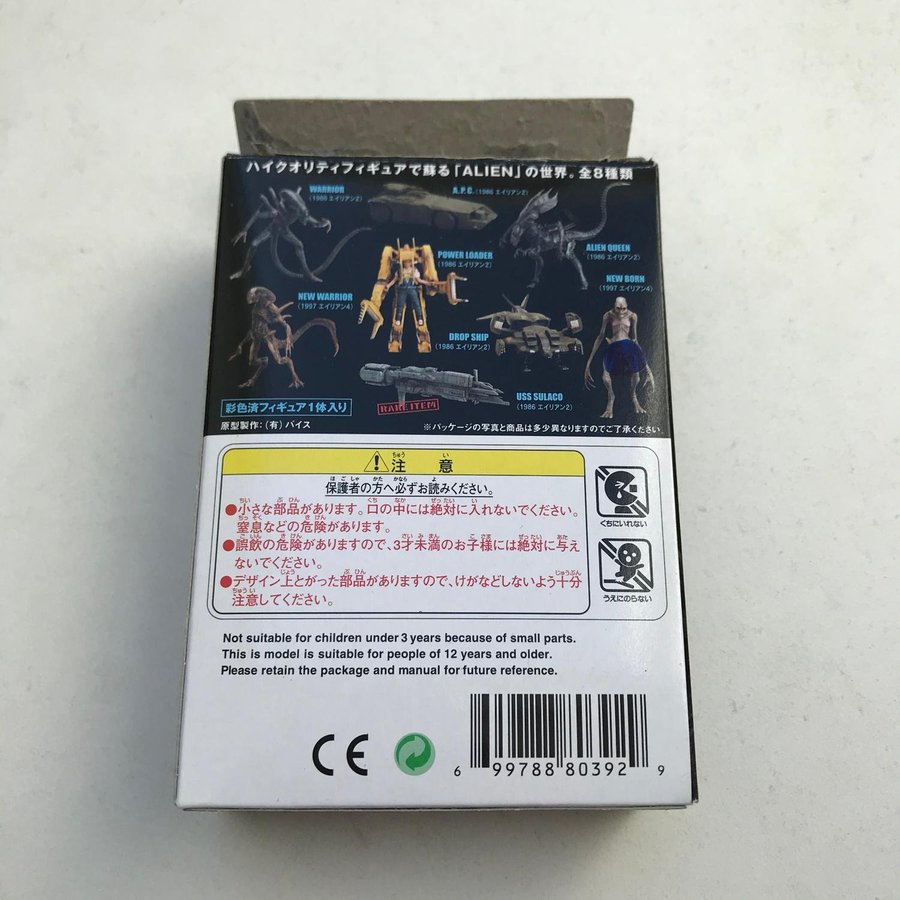 ハイクオリティフィギュアで蘇る「ALIEN」の世界。全8種類
WARRIOR
(1986 エイリアン2)
A.P.C. (1986 エイリアン2)
ALIEN QUEEN
(1986 エイリアン2)
POWER LOADER
(1986 エイリアン2)
NEW WARRIOR
(1997 エイリアン4)
NEW BORN
(1997 エイリアン4)
DROP SHIP
(1986 エイリアン2)
USS SULACO
(1986 エイリアン2)
RARE ITEM
彩色済フィギュア1体入り
原型製作:(有)バイス
※パッケージの写真と商品は多少異なりますのでご了承ください。
注意
保護者の方へ必ずお読みください。
●小さな部品があります。口の中には絶対に入れないでください。
窒息などの危険があります。
●誤飲の危険がありますので、3才未満のお子様には絶対に与え
ないでください。
●デザイン上とがった部品がありますので、けがなどしないよう十分
注意してください。
くちにいれない
うえにのらない
Not suitable for children under 3 years because of small parts.
This is model is suitable for people of 12 years and older.
Please retain the package and manual for future reference.
CE
6 99788 80392 9